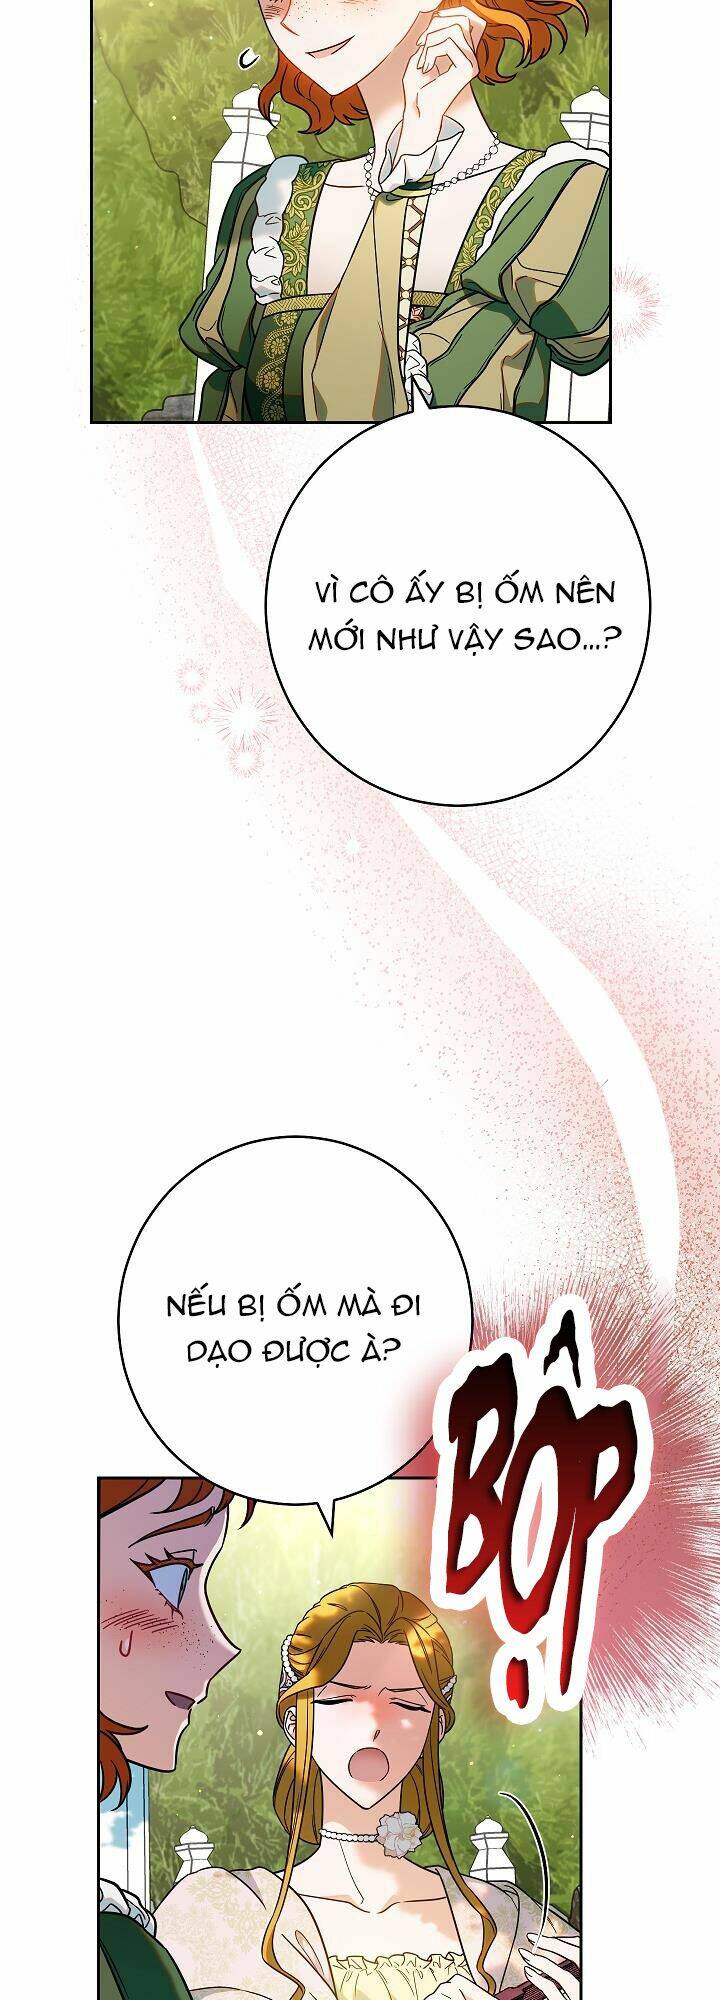 VÌ CÔ ẤY BỊ ỐM NÊN
MỚI NHƯ VẬY SAO...?
NẾU BỊ ỐM MÀ ĐI
DẠO ĐƯỢC À?
BỘP